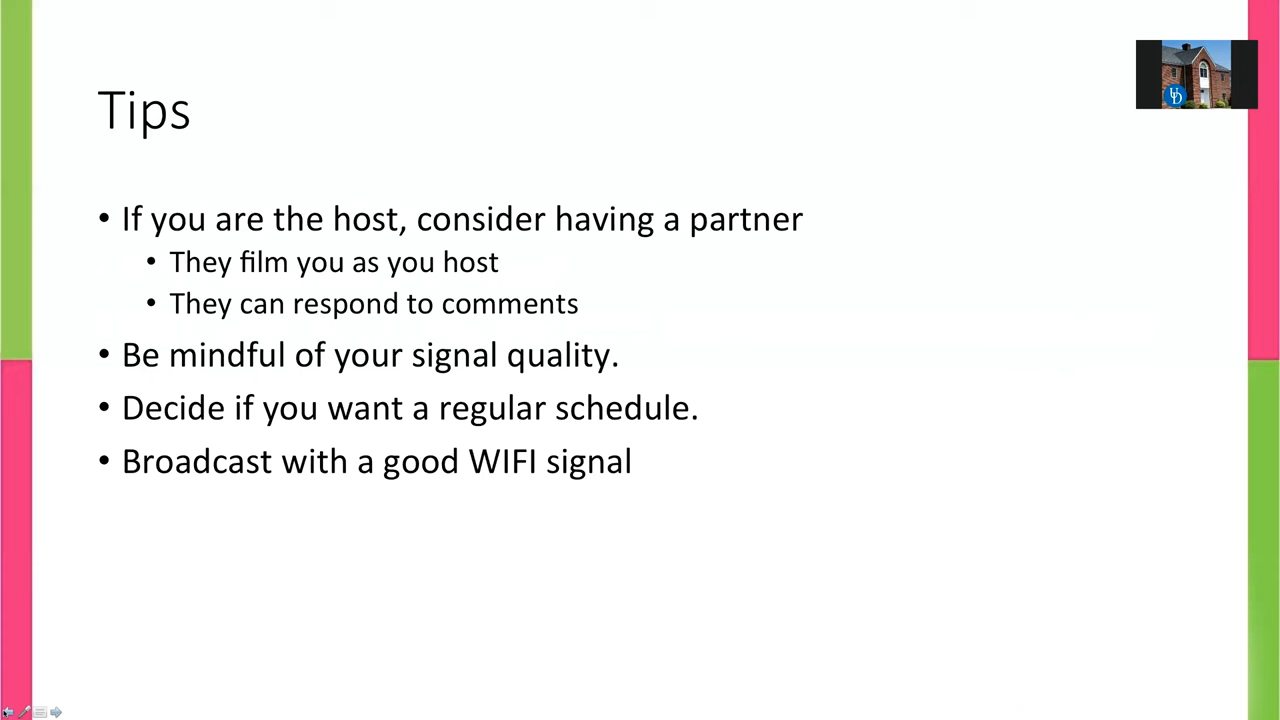 Tips
• If you are the host, consider having a partner
• They film you as you host
• They can respond to comments
• Be mindful of your signal quality.
• Decide if you want a regular schedule.
• Broadcast with a good WIFI signal
UD